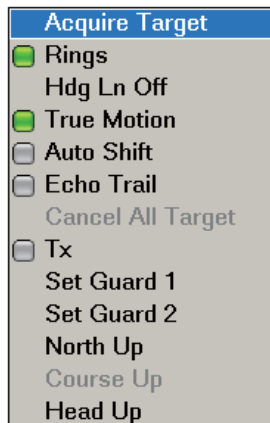 Acquire Target
Rings
Hdg Ln Off
True Motion
Auto Shift
Echo Trail
Cancel All Target
Tx
Set Guard 1
Set Guard 2
North Up
Course Up
Head Up